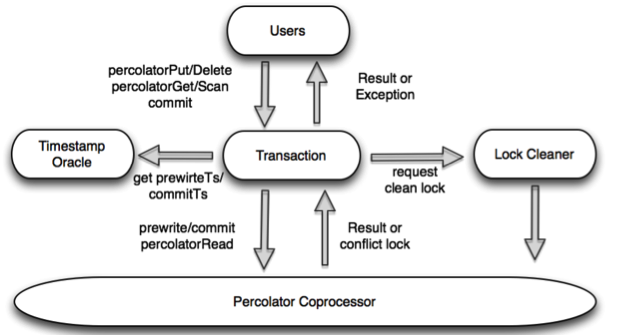 Users
percolatorPut/Delete
percolatorGet/Scan
commit
Result or
Exception
Timestamp
Oracle
Transaction
Lock Cleaner
get prewirteTs/
commitTs
request
clean lock
prewrite/commit
percolatorRead
Result or
conflict lock
Percolator Coprocessor